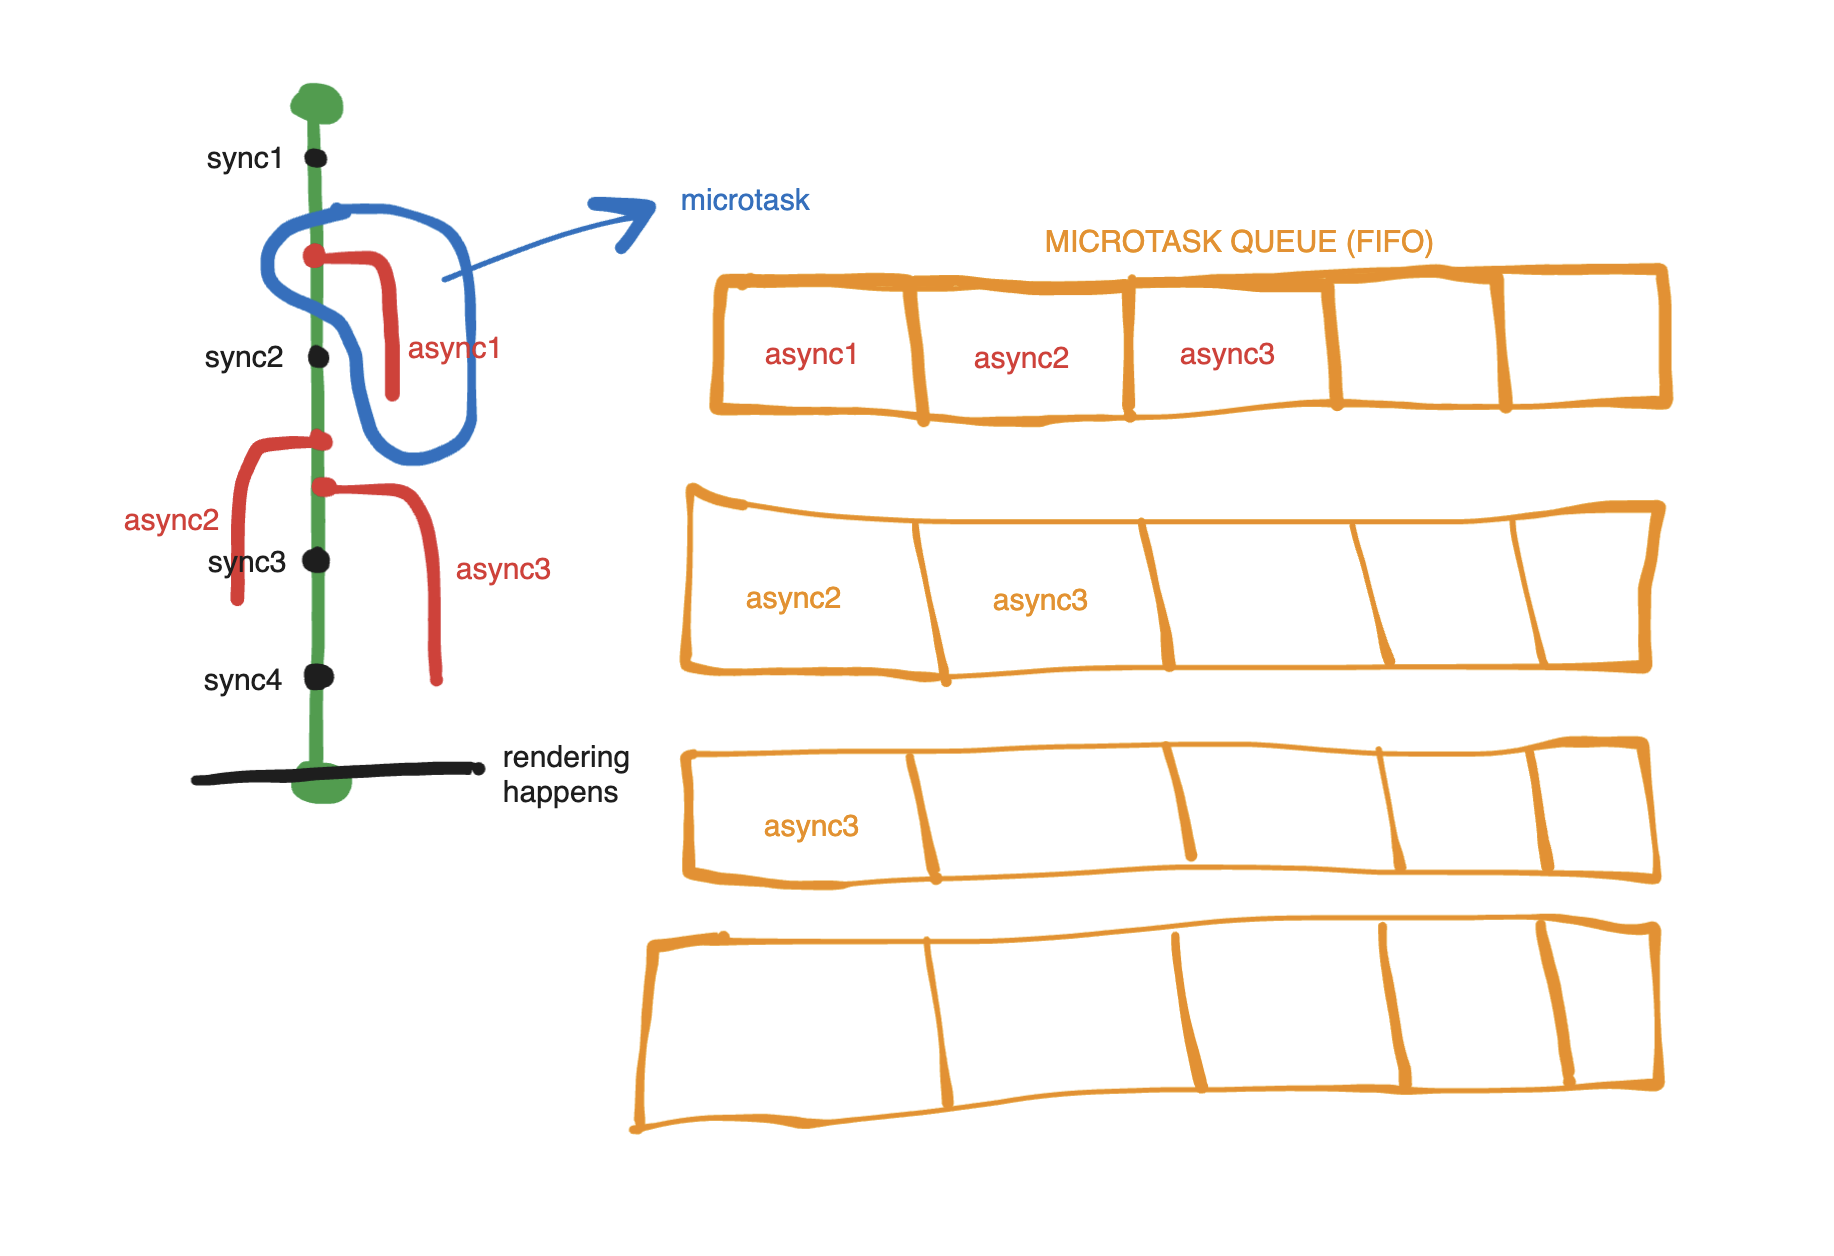 sync1
microtask
MICROTASK QUEUE (FIFO)
async1
sync2
async1
async2
async3
async2
sync3
async3
async2
async3
sync4
rendering
happens
async3